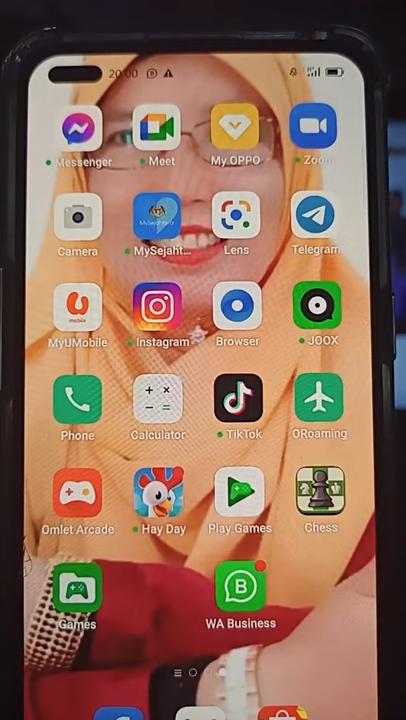 20:00
Messenger Meet My OPPO Zoom
Camera MySejaht... Lens Telegram
MyUMobile Instagram Browser JOOX
Phone Calculator TikTok ORoaming
Omlet Arcade Hay Day Play Games Chess
Games WA Business